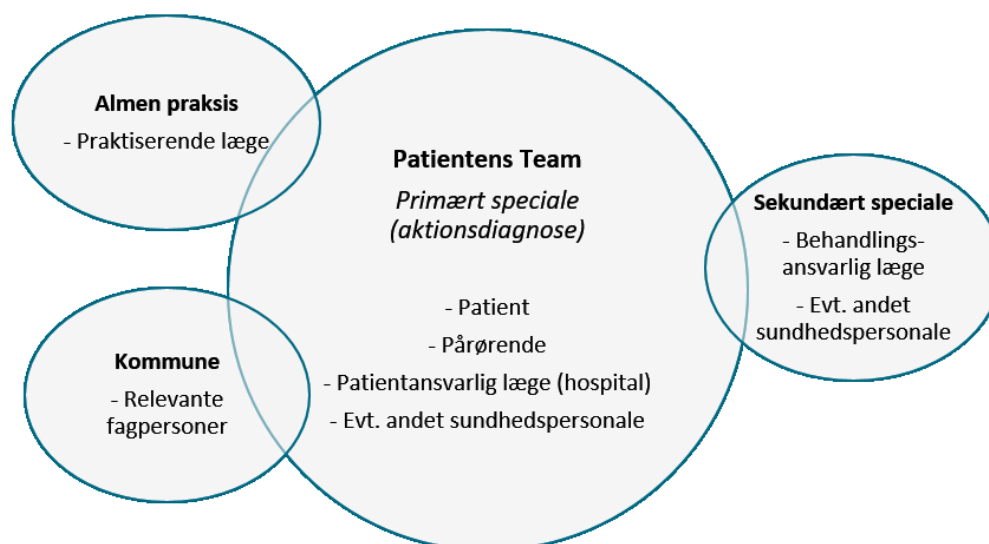 Almen praksis
- Praktiserende læge
Patientens Team
Primært speciale
(aktionsdiagnose)
- Patient
- Pårørende
- Patientansvarlig læge (hospital)
- Evt. andet sundhedspersonale
Sekundært speciale
- Behandlings-
ansvarlig læge
- Evt. andet
sundhedspersonale
Kommune
- Relevante
fagpersoner